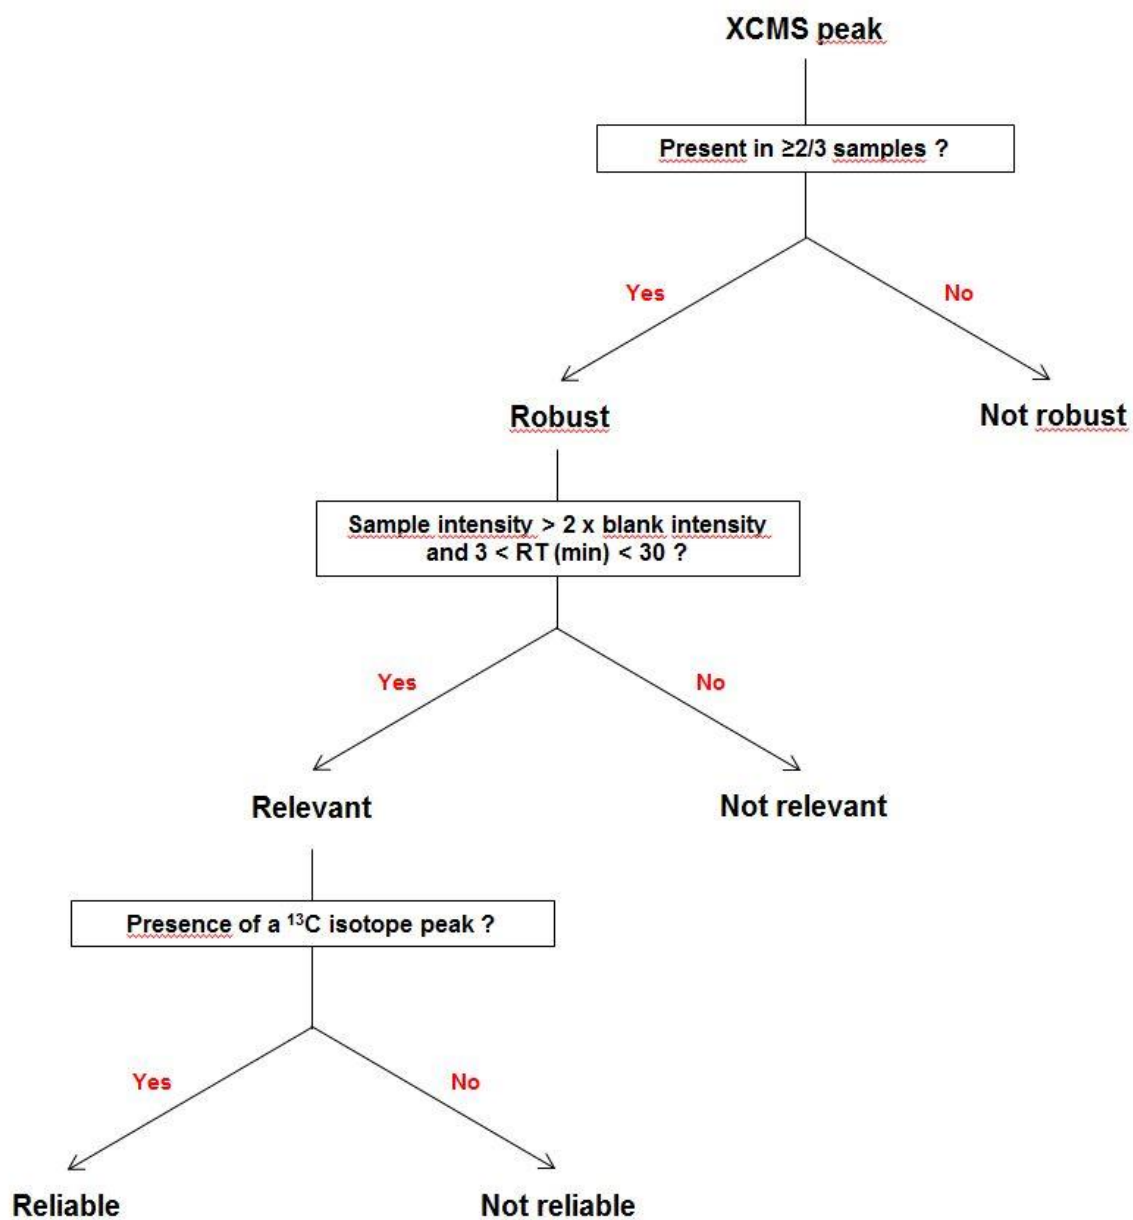 XCMS peak
Present in ≥2/3 samples ?
Yes
No
Robust
Not robust
Sample intensity > 2 x blank intensity
and 3 < RT (min) < 30 ?
Yes
No
Relevant
Not relevant
Presence of a ¹³C isotope peak ?
Yes
No
Reliable
Not reliable